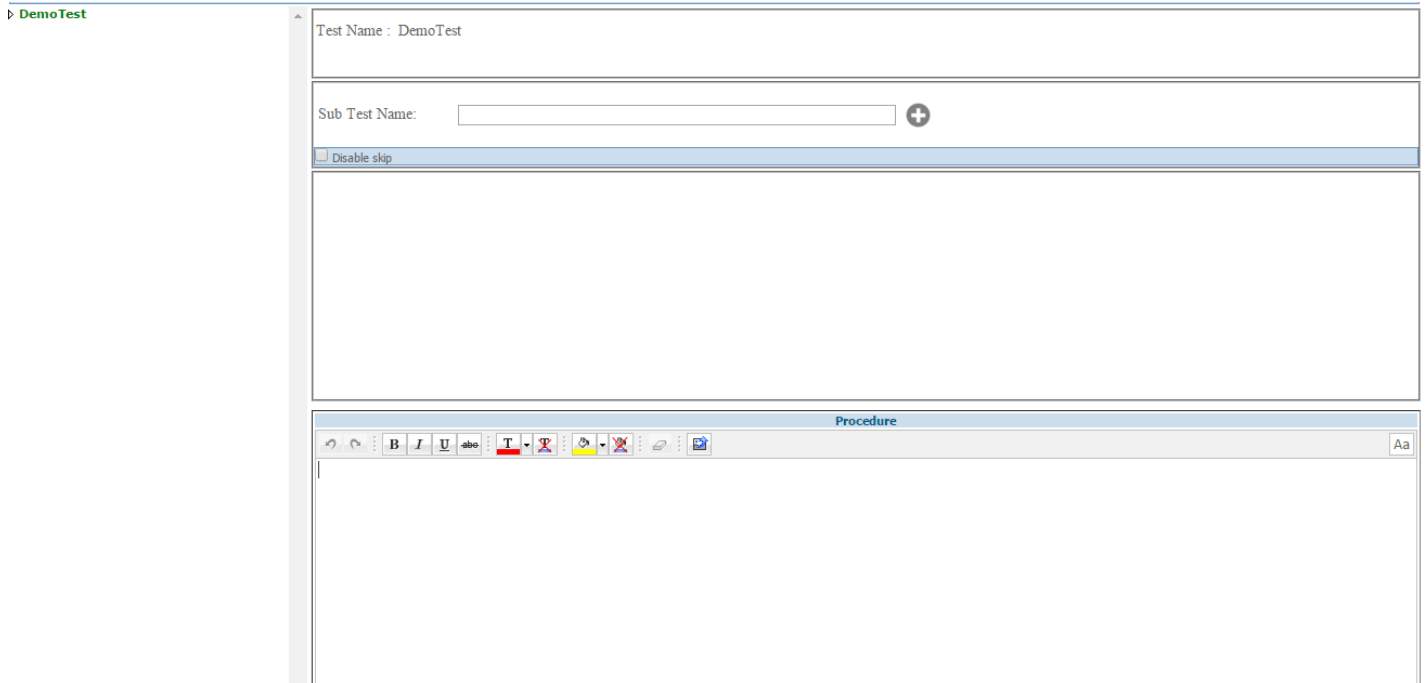 DemoTest
Test Name :  DemoTest
Sub Test Name:
Disable skip
Procedure
B I U abc T T Aa